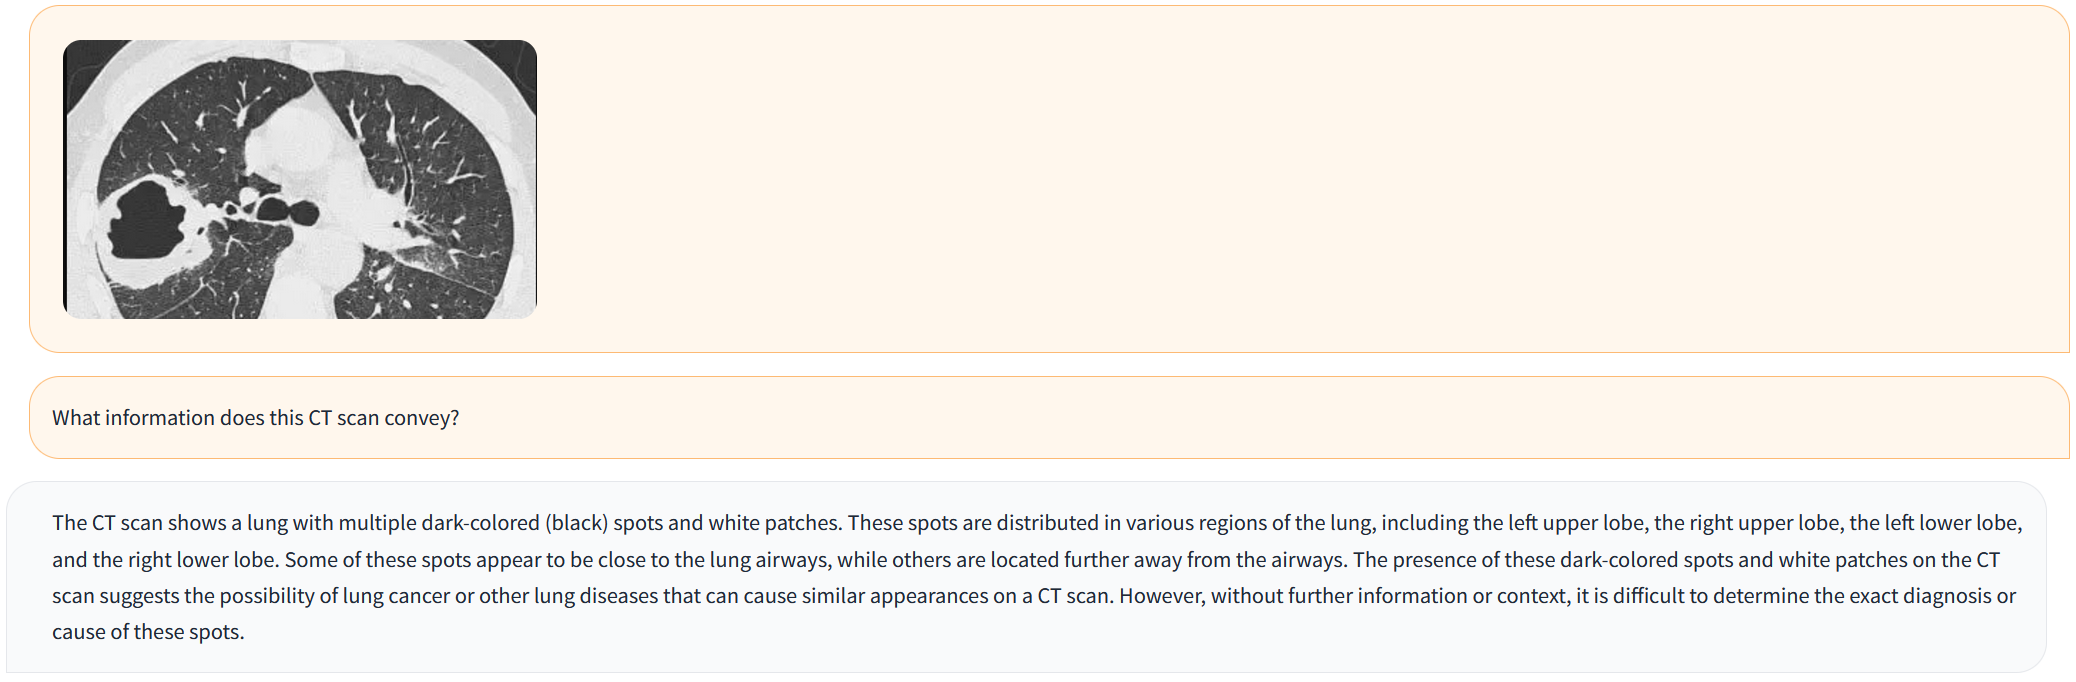 What information does this CT scan convey?
The CT scan shows a lung with multiple dark-colored (black) spots and white patches. These spots are distributed in various regions of the lung, including the left upper lobe, the right upper lobe, the left lower lobe,
and the right lower lobe. Some of these spots appear to be close to the lung airways, while others are located further away from the airways. The presence of these dark-colored spots and white patches on the CT
scan suggests the possibility of lung cancer or other lung diseases that can cause similar appearances on a CT scan. However, without further information or context, it is difficult to determine the exact diagnosis or
cause of these spots.